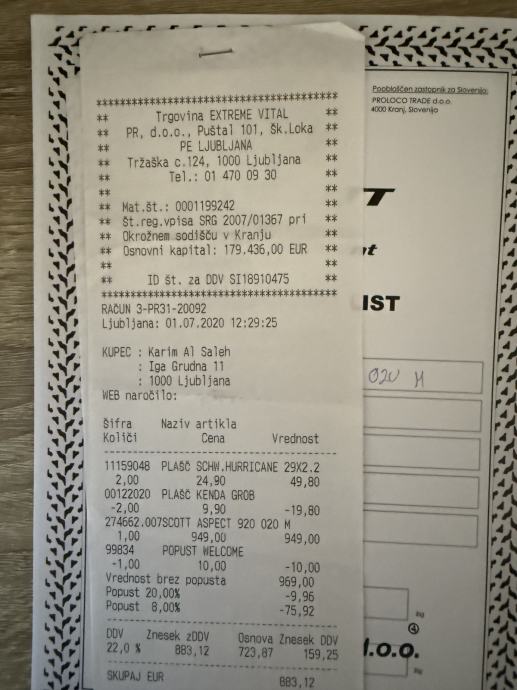 ****************************************
** Trgovina EXTREME VITAL **
** PR, d.o.o., Puštal 101, Šk.Loka **
** PE LJUBLJANA **
** Tržaška c.124, 1000 Ljubljana **
** Tel.: 01 470 09 30 **
** **
** Mat.št.: 0001199242 **
** Št.reg.vpisa SRG 2007/01367 pri **
** Okrožnem sodišču v Kranju **
** Osnovni kapital: 179.436,00 EUR **
** **
** ID št. za DDV SI18910475 **
****************************************
RAČUN 3-PR31-20092
Ljubljana: 01.07.2020 12:29:25
KUPEC : Karim Al Saleh
: Iga Grudna 11
: 1000 Ljubljana
WEB naročilo:
Šifra Naziv artikla
Količi Cena Vrednost
11159048 PLAŠČ SCHW.HURRICANE 29X2.2
2,00 24,90 49,80
00122020 PLAŠČ KENDA GROB
-2,00 9,90 -19,80
274662.007SCOTT ASPECT 920 020 M
1,00 949,00 949,00
99834 POPUST WELCOME
-1,00 10,00 -10,00
Vrednost brez popusta 969,00
Popust 20,00% -9,96
Popust 8,00% -75,92
DDV Znesek zDDV Osnova Znesek DDV
22,0 % 883,12 723,87 159,25
SKUPAJ EUR 883,12
Pooblaščen zastopnik za Slovenijo:
PROLOCO TRADE d.o.o.
4000 Kranj, Slovenija
T
nt
IST
020 M
kg
④
.o.o.
kg